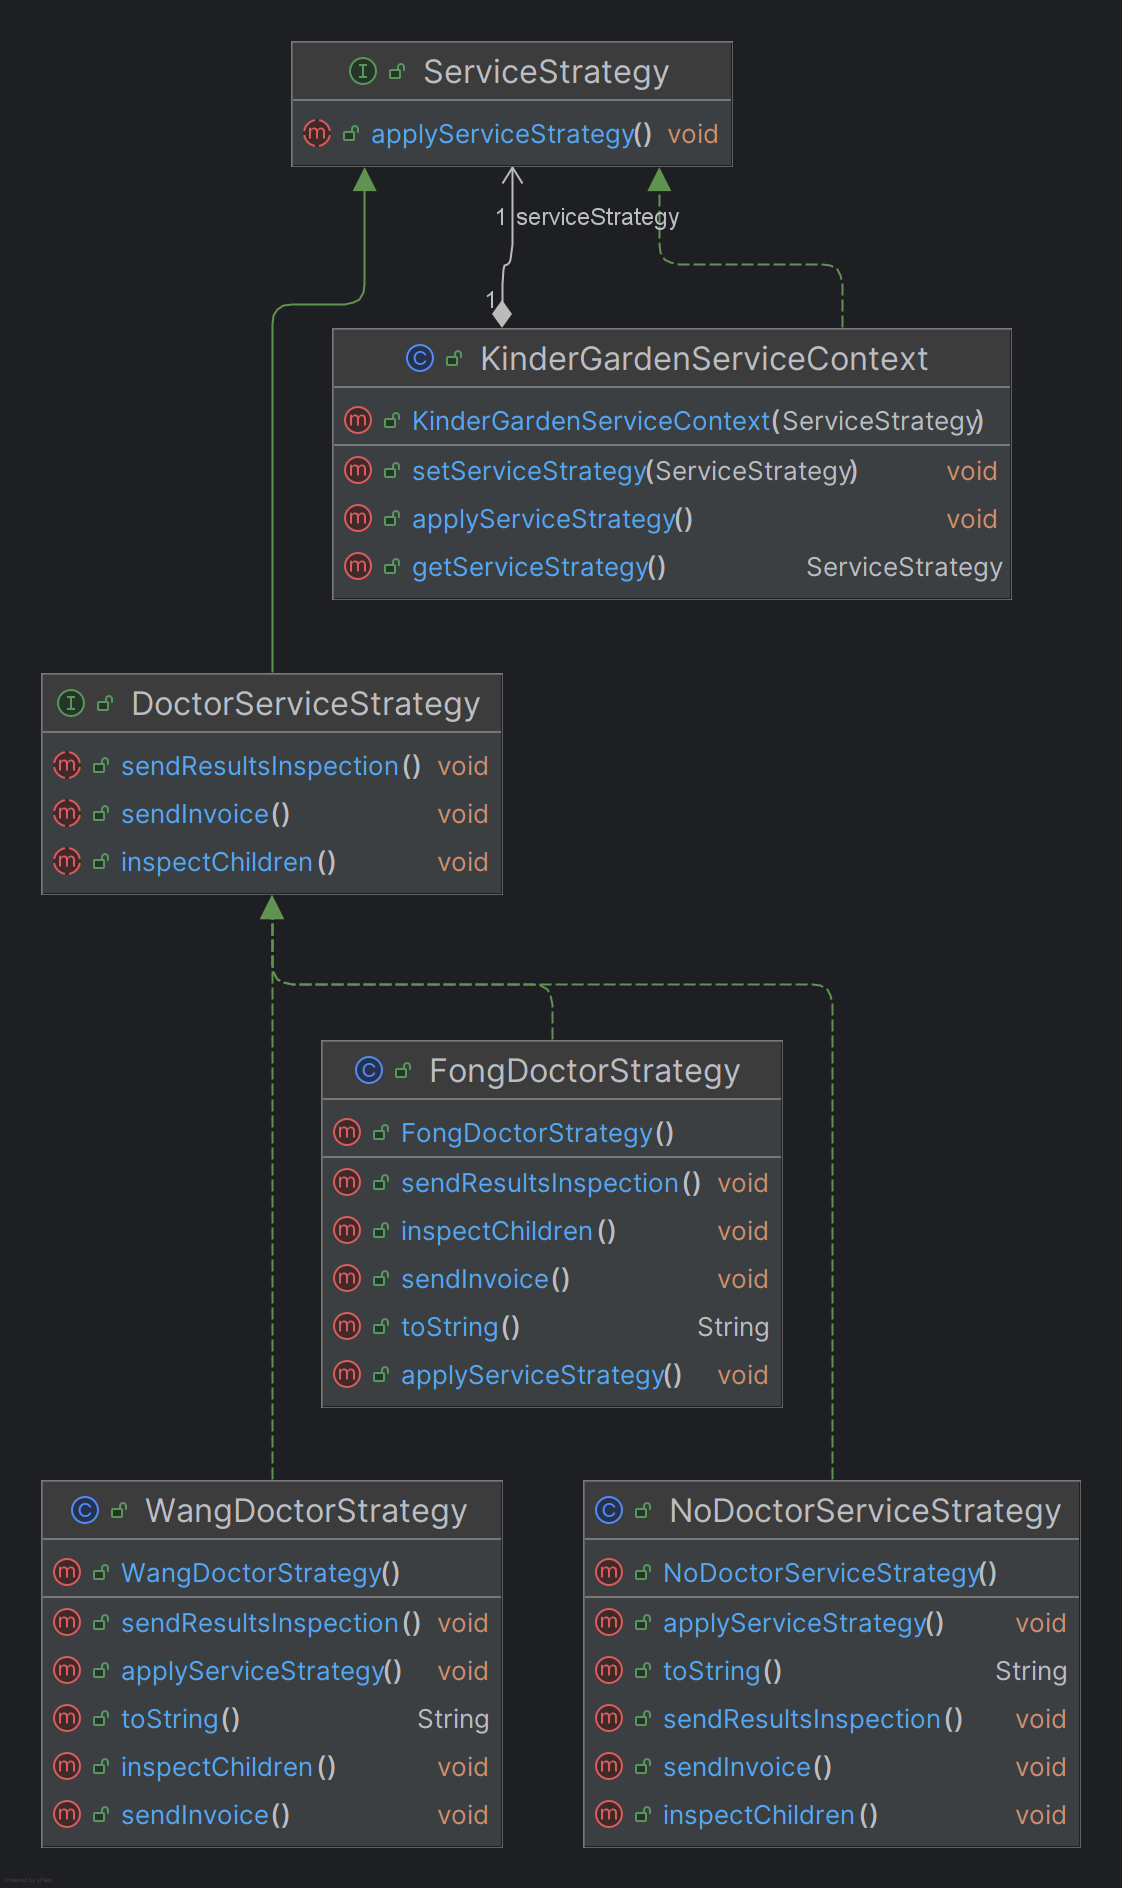 I ServiceStrategy
m applyServiceStrategy() void
1 serviceStrategy
1
C KinderGardenServiceContext
m KinderGardenServiceContext(ServiceStrategy)
m setServiceStrategy(ServiceStrategy) void
m applyServiceStrategy() void
m getServiceStrategy() ServiceStrategy
I DoctorServiceStrategy
m sendResultsInspection() void
m sendInvoice() void
m inspectChildren() void
C FongDoctorStrategy
m FongDoctorStrategy()
m sendResultsInspection() void
m inspectChildren() void
m sendInvoice() void
m toString() String
m applyServiceStrategy() void
C WangDoctorStrategy
m WangDoctorStrategy()
m sendResultsInspection() void
m applyServiceStrategy() void
m toString() String
m inspectChildren() void
m sendInvoice() void
C NoDoctorServiceStrategy
m NoDoctorServiceStrategy()
m applyServiceStrategy() void
m toString() String
m sendResultsInspection() void
m sendInvoice() void
m inspectChildren() void
Powered by yFiles